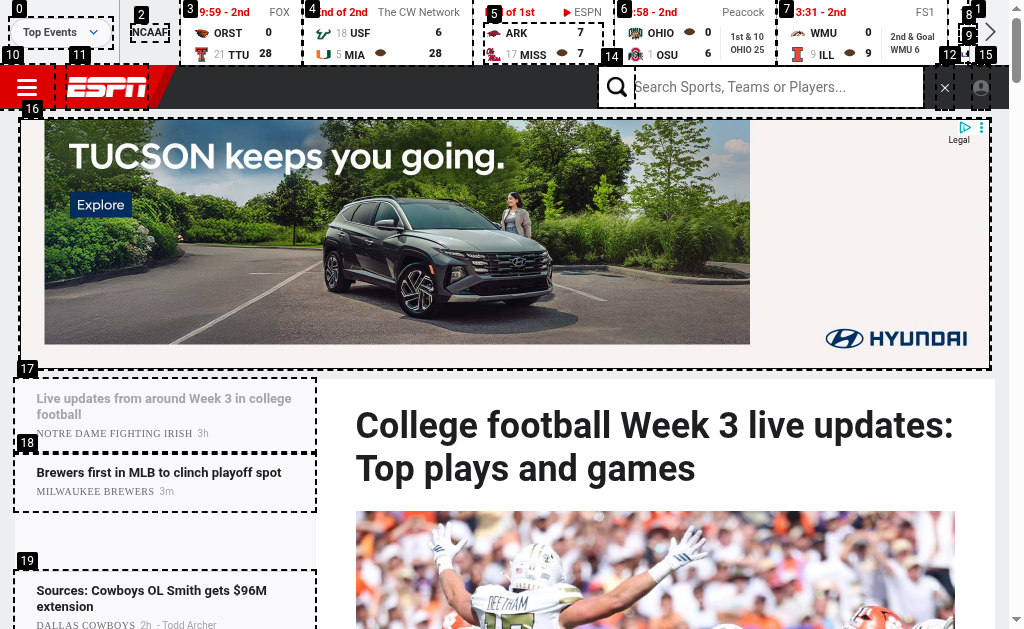 Top Events
NCAAF
9:59 - 2nd FOX
ORST 0
21 TTU 28
nd of 2nd The CW Network
18 USF 6
5 MIA 28
of 1st ESPN
ARK 7
17 MISS 7
:58 - 2nd Peacock
OHIO 0
1 OSU 6
1st & 10
OHIO 25
3:31 - 2nd FS1
WMU 0
9 ILL 9
2nd & Goal
WMU 6
0
2
3
4
5
6
7
8
9
1
10
11
12
14
15
16
17
18
19
ESPN
Search Sports, Teams or Players...
TUCSON keeps you going.
Explore
Legal
HYUNDAI
Live updates from around Week 3 in college
football
NOTRE DAME FIGHTING IRISH 3h
Brewers first in MLB to clinch playoff spot
MILWAUKEE BREWERS 3m
Sources: Cowboys OL Smith gets $96M
extension
DALLAS COWBOYS 2h - Todd Archer
College football Week 3 live updates:
Top plays and games
DEETHAM